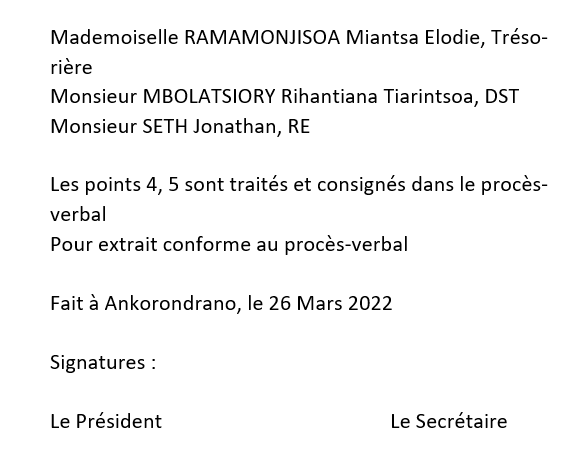 Mademoiselle RAMAMONJISOA Miantsa Elodie, Tréso-
rière
Monsieur MBOLATSIORY Rihantiana Tiarintsoa, DST
Monsieur SETH Jonathan, RE
Les points 4, 5 sont traités et consignés dans le procès-
verbal
Pour extrait conforme au procès-verbal
Fait à Ankorondrano, le 26 Mars 2022
Signatures :
Le Président Le Secrétaire